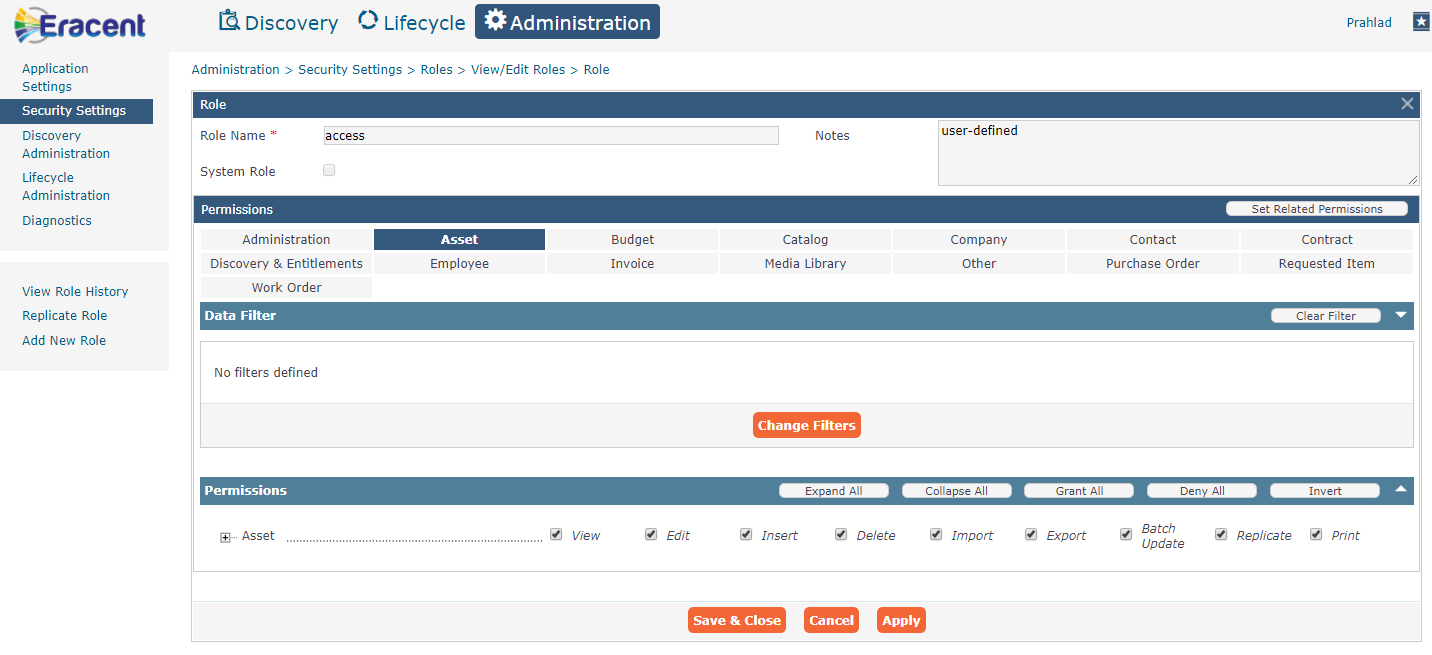 Eracent
Discovery Lifecycle Administration
Prahlad
Application
Settings
Security Settings
Discovery
Administration
Lifecycle
Administration
Diagnostics
View Role History
Replicate Role
Add New Role
Administration > Security Settings > Roles > View/Edit Roles > Role
Role
Role Name * access Notes user-defined
System Role
Permissions Set Related Permissions
Administration Asset Budget Catalog Company Contact Contract
Discovery & Entitlements Employee Invoice Media Library Other Purchase Order Requested Item
Work Order
Data Filter Clear Filter
No filters defined
Change Filters
Permissions Expand All Collapse All Grant All Deny All Invert
Asset View Edit Insert Delete Import Export Batch Update Replicate Print
Save & Close Cancel Apply